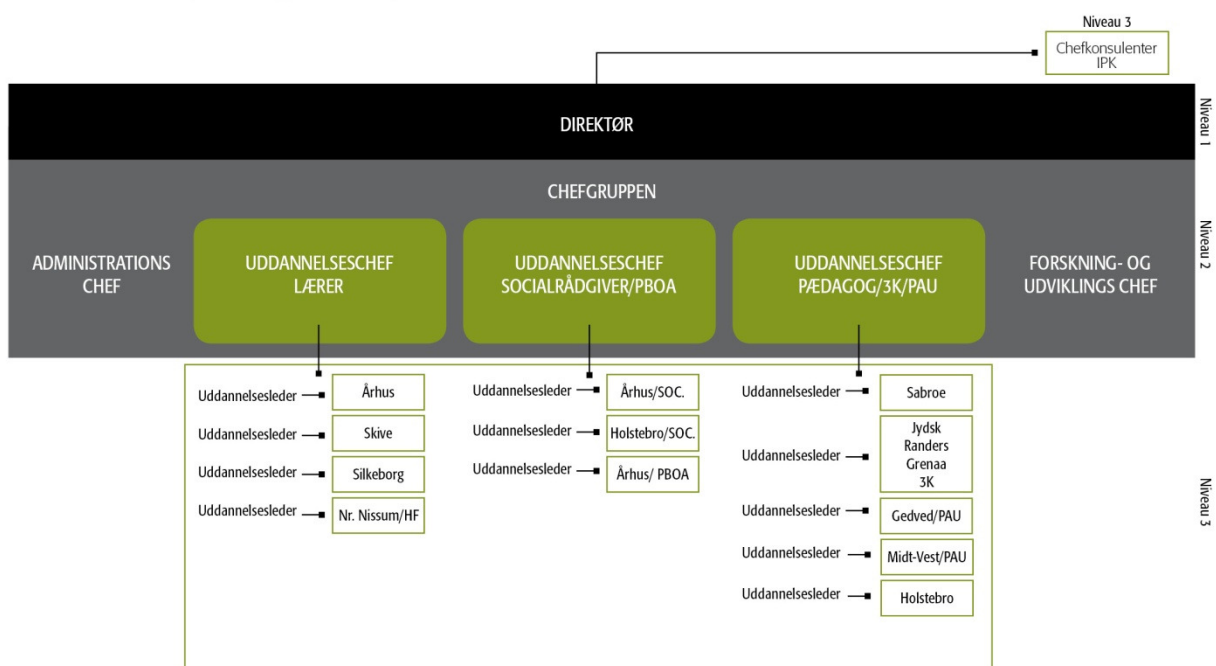 Niveau 3
Chefkonsulenter
IPK
DIREKTØR
Niveau 1
CHEFGRUPPEN
ADMINISTRATIONS
CHEF
UDDANNELSESCHEF
LÆRER
UDDANNELSESCHEF
SOCIALRÅDGIVER/PBOA
UDDANNELSESCHEF
PÆDAGOG/3K/PAU
FORSKNING- OG
UDVIKLINGS CHEF
Niveau 2
Uddannelsesleder
Århus
Uddannelsesleder
Skive
Uddannelsesleder
Silkeborg
Uddannelsesleder
Nr. Nissum/HF
Uddannelsesleder
Århus/SOC.
Uddannelsesleder
Holstebro/SOC.
Uddannelsesleder
Århus/ PBOA
Uddannelsesleder
Sabroe
Uddannelsesleder
Jydsk
Randers
Grenaa
3K
Uddannelsesleder
Gedved/PAU
Uddannelsesleder
Midt-Vest/PAU
Uddannelsesleder
Holstebro
Niveau 3